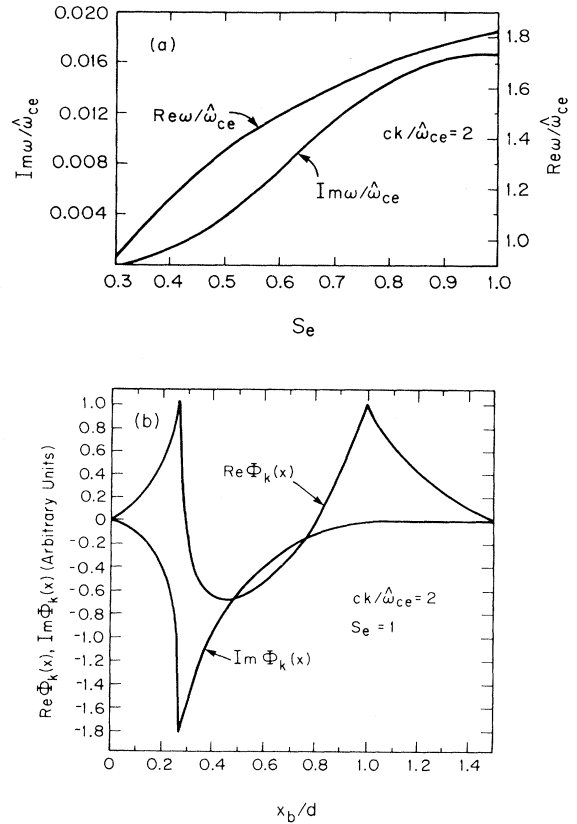 (a)
Imω/ω̂ce
0.020
0.016
0.012
0.008
0.004
Reω/ω̂ce
1.8
1.6
1.4
1.2
1.0
Reω/ω̂ce
ck/ω̂ce=2
Imω/ω̂ce
0.3 0.4 0.5 0.6 0.7 0.8 0.9 1.0
Se
(b)
ReΦ̂k(x), ImΦ̂k(x) (Arbitrary Units)
1.0
0.8
0.6
0.4
0.2
0
-0.2
-0.4
-0.6
-0.8
-1.0
-1.2
-1.4
-1.6
-1.8
ReΦ̂k(x)
ck/ω̂ce=2
Se=1
ImΦ̂k(x)
0 0.2 0.4 0.6 0.8 1.0 1.2 1.4
xb/d